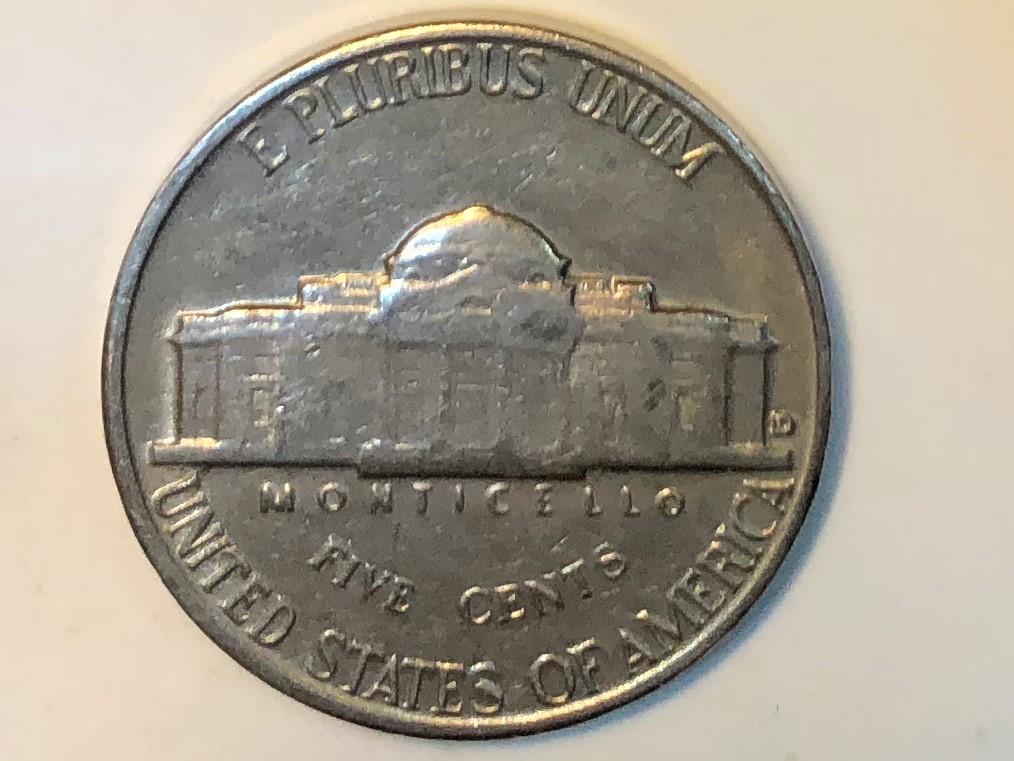 E PLURIBUS UNUM
MONTICELLO
FIVE CENTS
UNITED STATES OF AMERICA